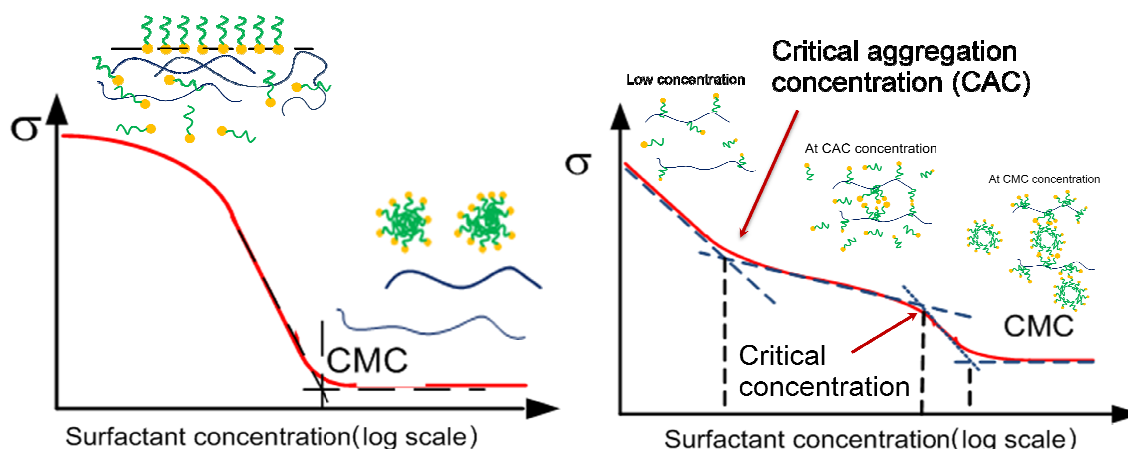 σ
CMC
Surfactant concentration(log scale)
Critical aggregation
concentration (CAC)
Low concentration
σ
At CAC concentration
At CMC concentration
CMC
Critical
concentration
Surfactant concentration(log scale)